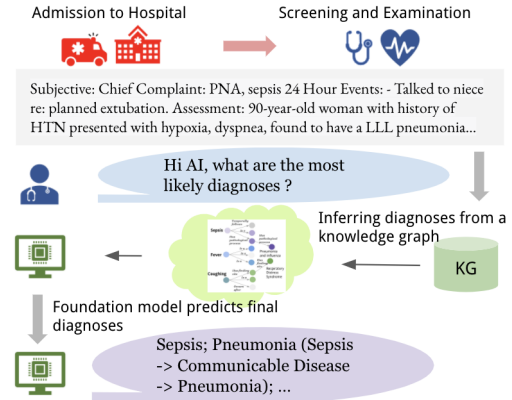 Admission to Hospital
Screening and Examination
Subjective: Chief Complaint: PNA, sepsis 24 Hour Events: - Talked to niece
re: planned extubation. Assessment: 90-year-old woman with history of
HTN presented with hypoxia, dyspnea, found to have a LLL pneumonia...
Hi AI, what are the most
likely diagnoses ?
Inferring diagnoses from a
knowledge graph
Sepsis
Fever
Coughing
KG
Foundation model predicts final
diagnoses
Sepsis; Pneumonia (Sepsis
-> Communicable Disease
-> Pneumonia); ...